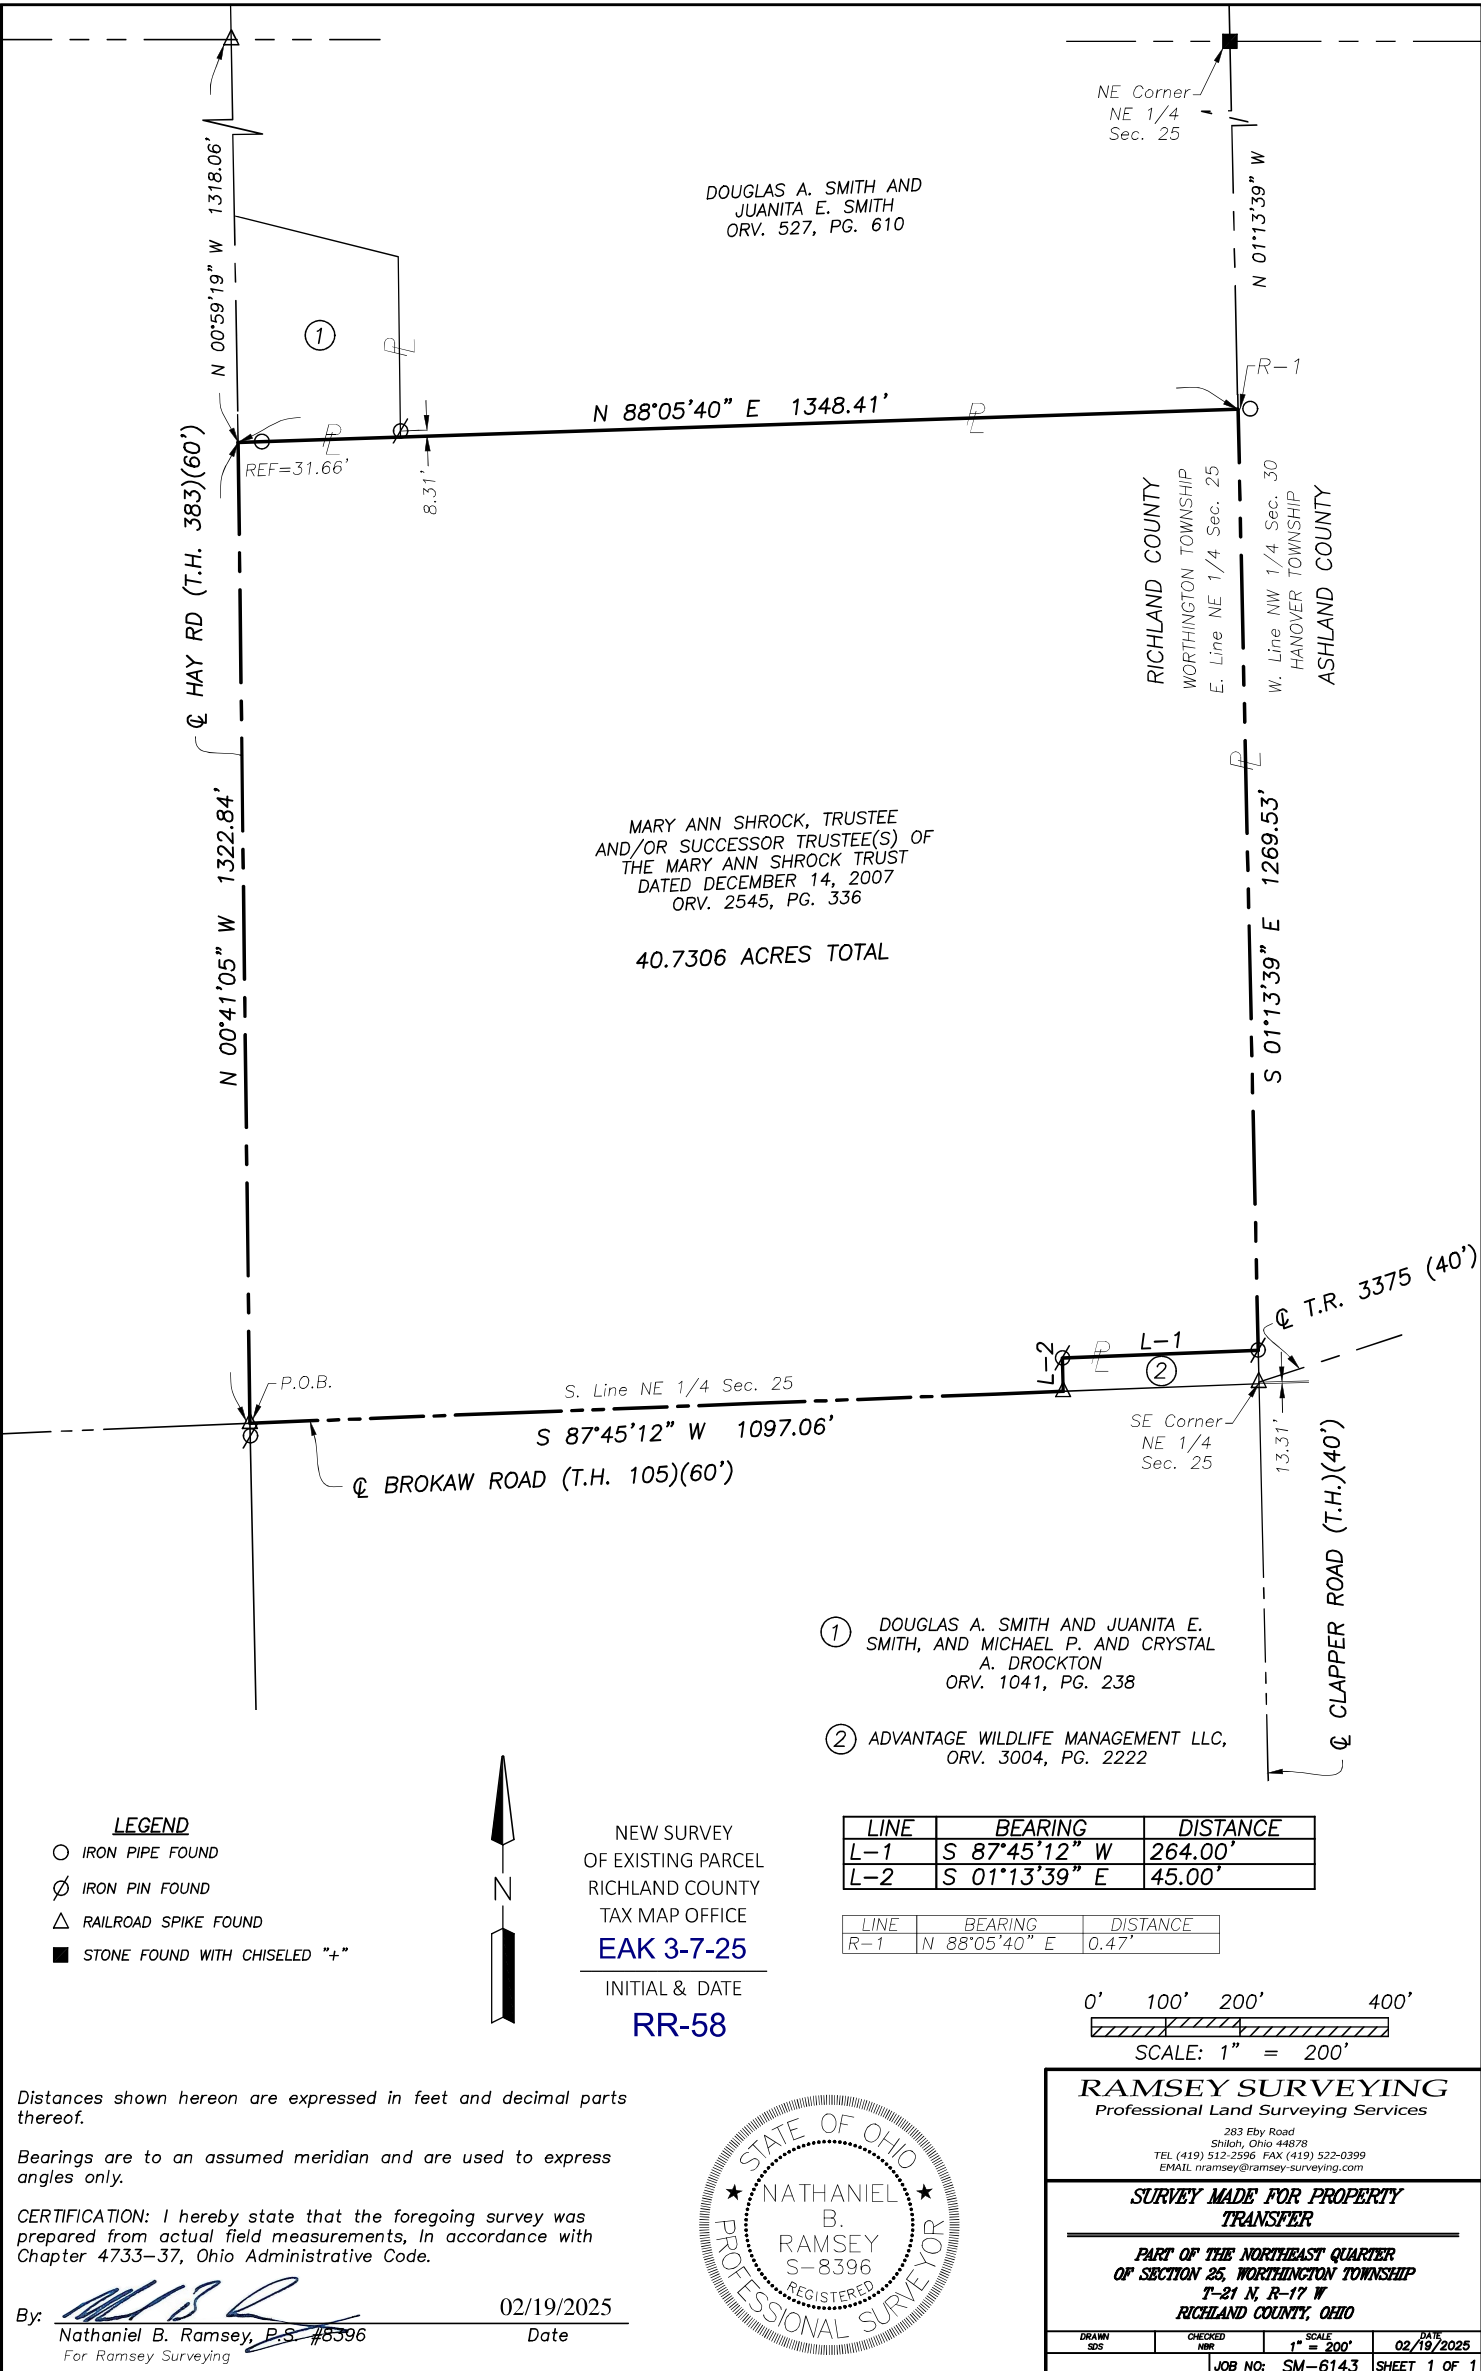 NE Corner
NE 1/4
Sec. 25
N 00°59'19" W 1318.06'
N 01°13'39" W
DOUGLAS A. SMITH AND
JUANITA E. SMITH
ORV. 527, PG. 610
1
R-1
N 88°05'40" E 1348.41'
REF=31.66'
8.31'
℄ HAY RD (T.H. 383)(60')
RICHLAND COUNTY
WORTHINGTON TOWNSHIP
E. Line NE 1/4 Sec. 25
W. Line NW 1/4 Sec. 30
HANOVER TOWNSHIP
ASHLAND COUNTY
N 00°41'05" W 1322.84'
MARY ANN SHROCK, TRUSTEE
AND/OR SUCCESSOR TRUSTEE(S) OF
THE MARY ANN SHROCK TRUST
DATED DECEMBER 14, 2007
ORV. 2545, PG. 336
40.7306 ACRES TOTAL
S 01°13'39" E 1269.53'
℄ T.R. 3375 (40')
L-2
L-1
2
P.O.B.
S. Line NE 1/4 Sec. 25
S 87°45'12" W 1097.06'
SE Corner
NE 1/4
Sec. 25
13.31'
℄ BROKAW ROAD (T.H. 105)(60')
℄ CLAPPER ROAD (T.H.)(40')
1 DOUGLAS A. SMITH AND JUANITA E.
SMITH, AND MICHAEL P. AND CRYSTAL
A. DROCKTON
ORV. 1041, PG. 238
2 ADVANTAGE WILDLIFE MANAGEMENT LLC,
ORV. 3004, PG. 2222
LEGEND
IRON PIPE FOUND
IRON PIN FOUND
RAILROAD SPIKE FOUND
STONE FOUND WITH CHISELED "+"
N
NEW SURVEY
OF EXISTING PARCEL
RICHLAND COUNTY
TAX MAP OFFICE
EAK 3-7-25
INITIAL & DATE
RR-58
LINE BEARING DISTANCE
L-1 S 87°45'12" W 264.00'
L-2 S 01°13'39" E 45.00'
LINE BEARING DISTANCE
R-1 N 88°05'40" E 0.47'
0' 100' 200' 400'
SCALE: 1" = 200'
Distances shown hereon are expressed in feet and decimal parts
thereof.
Bearings are to an assumed meridian and are used to express
angles only.
CERTIFICATION: I hereby state that the foregoing survey was
prepared from actual field measurements, In accordance with
Chapter 4733-37, Ohio Administrative Code.
By: 02/19/2025
Nathaniel B. Ramsey, P.S. #8396 Date
For Ramsey Surveying
STATE OF OHIO
NATHANIEL
B.
RAMSEY
S-8396
REGISTERED
PROFESSIONAL SURVEYOR
RAMSEY SURVEYING
Professional Land Surveying Services
283 Eby Road
Shiloh, Ohio 44878
TEL (419) 512-2596 FAX (419) 522-0399
EMAIL nramsey@ramsey-surveying.com
SURVEY MADE FOR PROPERTY
TRANSFER
PART OF THE NORTHEAST QUARTER
OF SECTION 25, WORTHINGTON TOWNSHIP
T-21 N, R-17 W
RICHLAND COUNTY, OHIO
DRAWN CHECKED SCALE DATE
SDS NBR 1" = 200' 02/19/2025
JOB NO: SM-6143 SHEET 1 OF 1